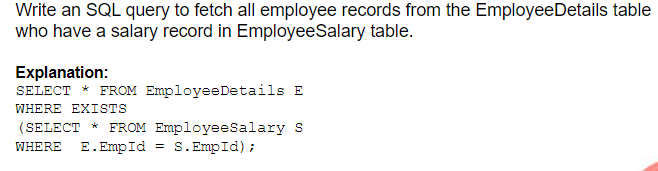 Write an SQL query to fetch all employee records from the EmployeeDetails table
who have a salary record in EmployeeSalary table.
Explanation:
SELECT * FROM EmployeeDetails E
WHERE EXISTS
(SELECT * FROM EmployeeSalary S
WHERE E.EmpId = S.EmpId);